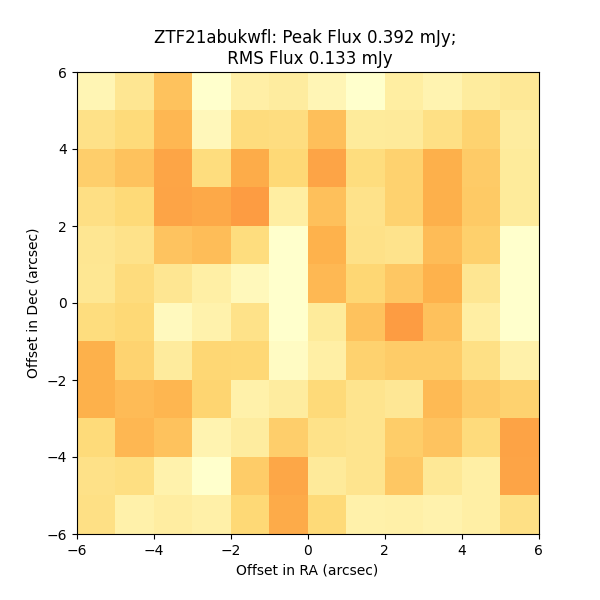 ZTF21abukwfl: Peak Flux 0.392 mJy;
RMS Flux 0.133 mJy
6
4
2
0
−2
−4
−6
Offset in Dec (arcsec)
−6 −4 −2 0 2 4 6
Offset in RA (arcsec)